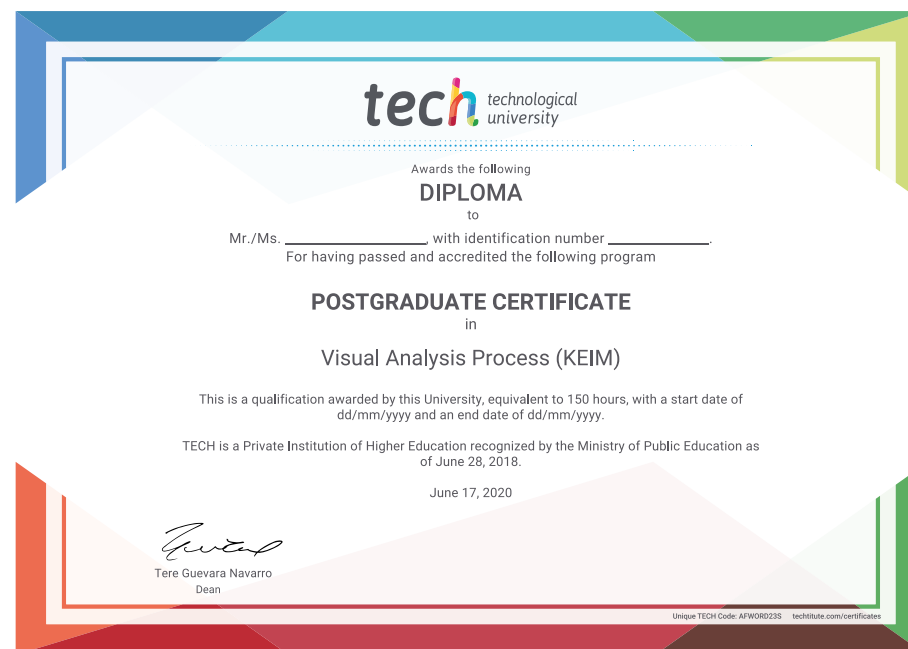 tech technological
university
Awards the following
DIPLOMA
to
Mr./Ms. ____________, with identification number ____________.
For having passed and accredited the following program
POSTGRADUATE CERTIFICATE
in
Visual Analysis Process (KEIM)
This is a qualification awarded by this University, equivalent to 150 hours, with a start date of
dd/mm/yyyy and an end date of dd/mm/yyyy.
TECH is a Private Institution of Higher Education recognized by the Ministry of Public Education as
of June 28, 2018.
June 17, 2020
Tere Guevara Navarro
Dean
Unique TECH Code: AFWORD23S techtitute.com/certificates